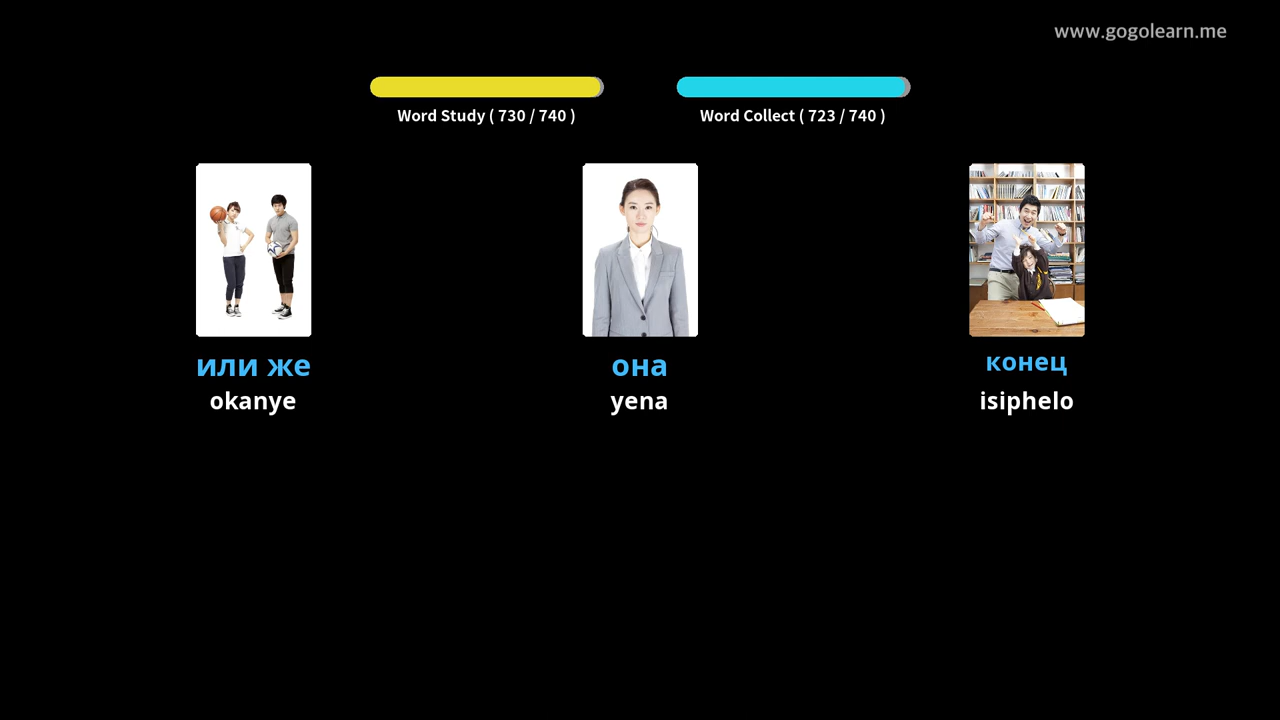 www.gogolearn.me
Word Study ( 730 / 740 )
Word Collect ( 723 / 740 )
или же
okanye
она
yena
конец
isiphelo